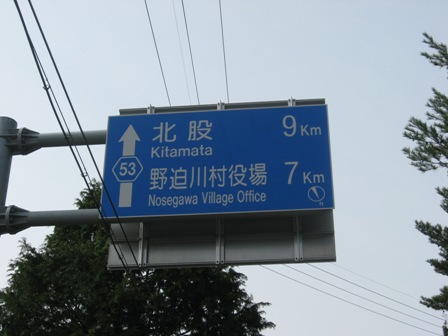 北股 9Km
Kitamata
53
野迫川村役場 7Km
Nosegawa Village Office